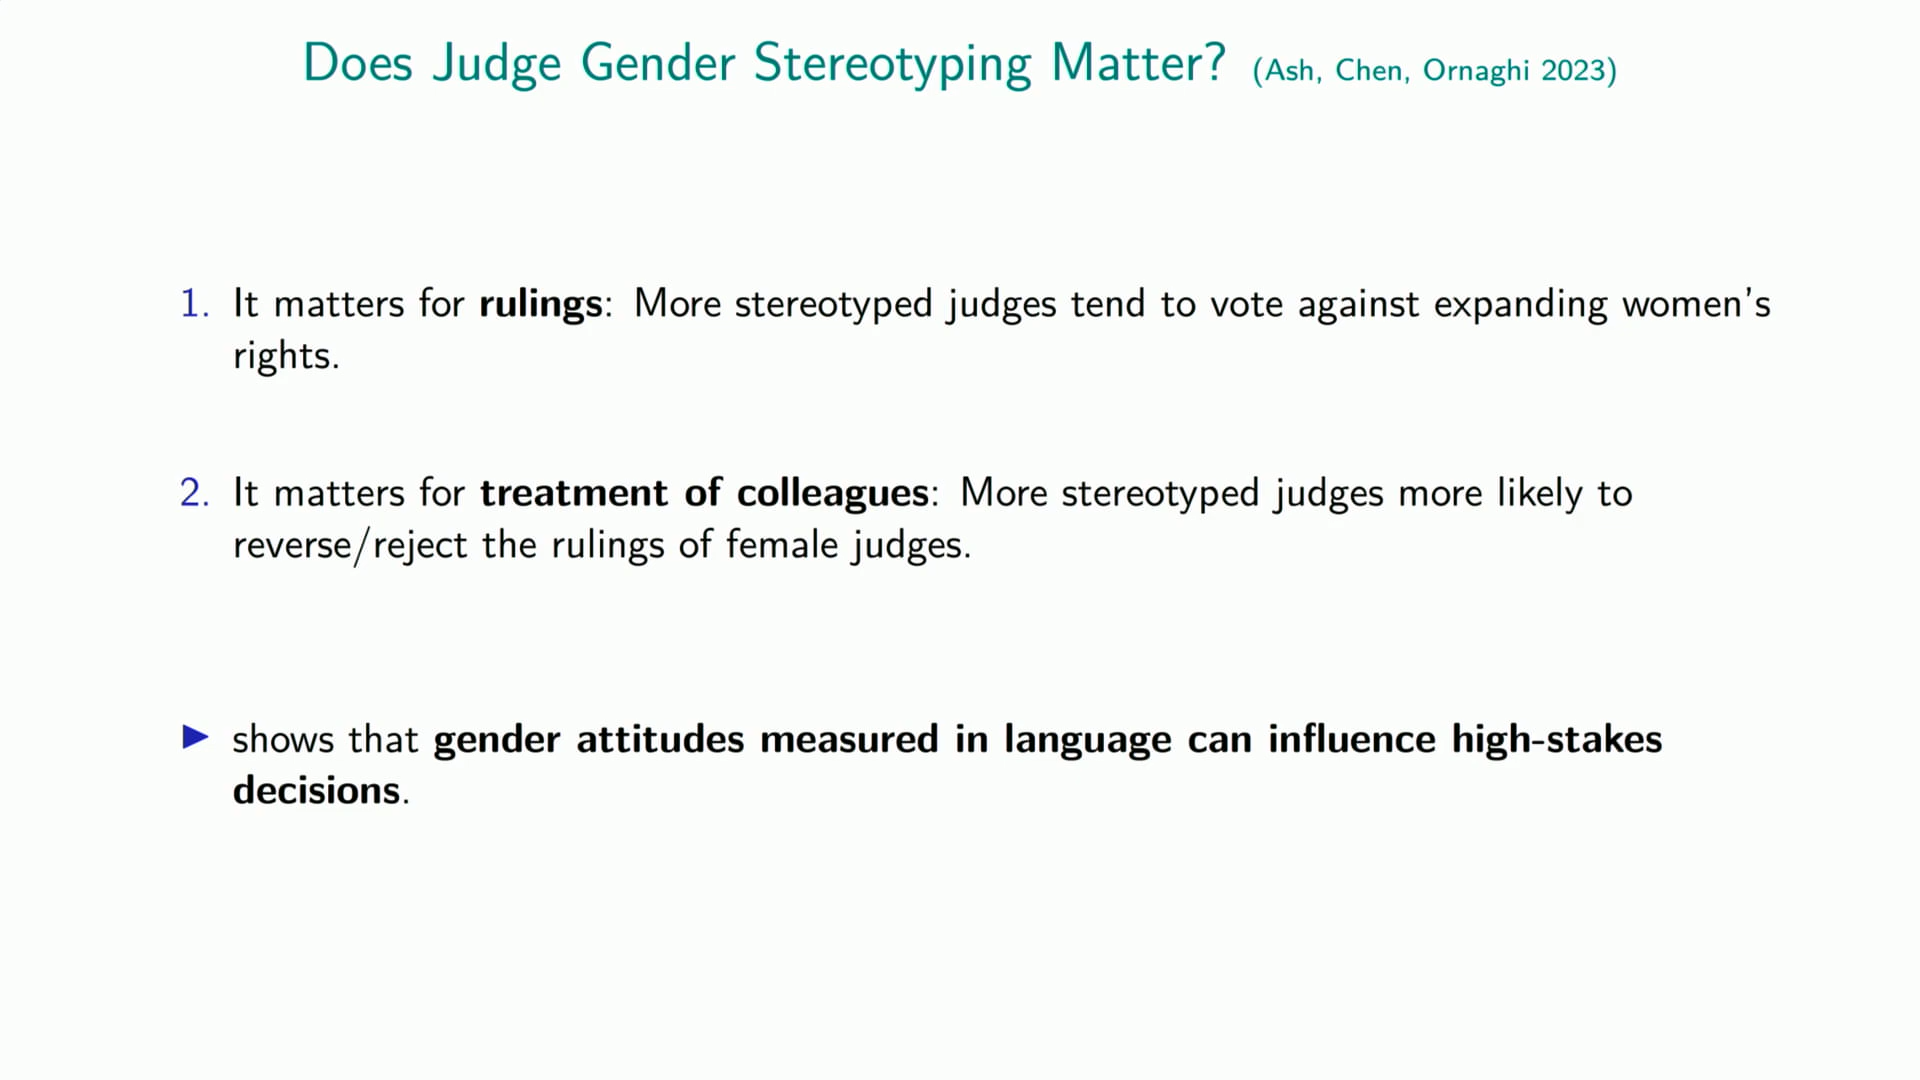 Does Judge Gender Stereotyping Matter? (Ash, Chen, Ornaghi 2023)
1. It matters for rulings: More stereotyped judges tend to vote against expanding women's
rights.
2. It matters for treatment of colleagues: More stereotyped judges more likely to
reverse/reject the rulings of female judges.
▶ shows that gender attitudes measured in language can influence high-stakes
decisions.